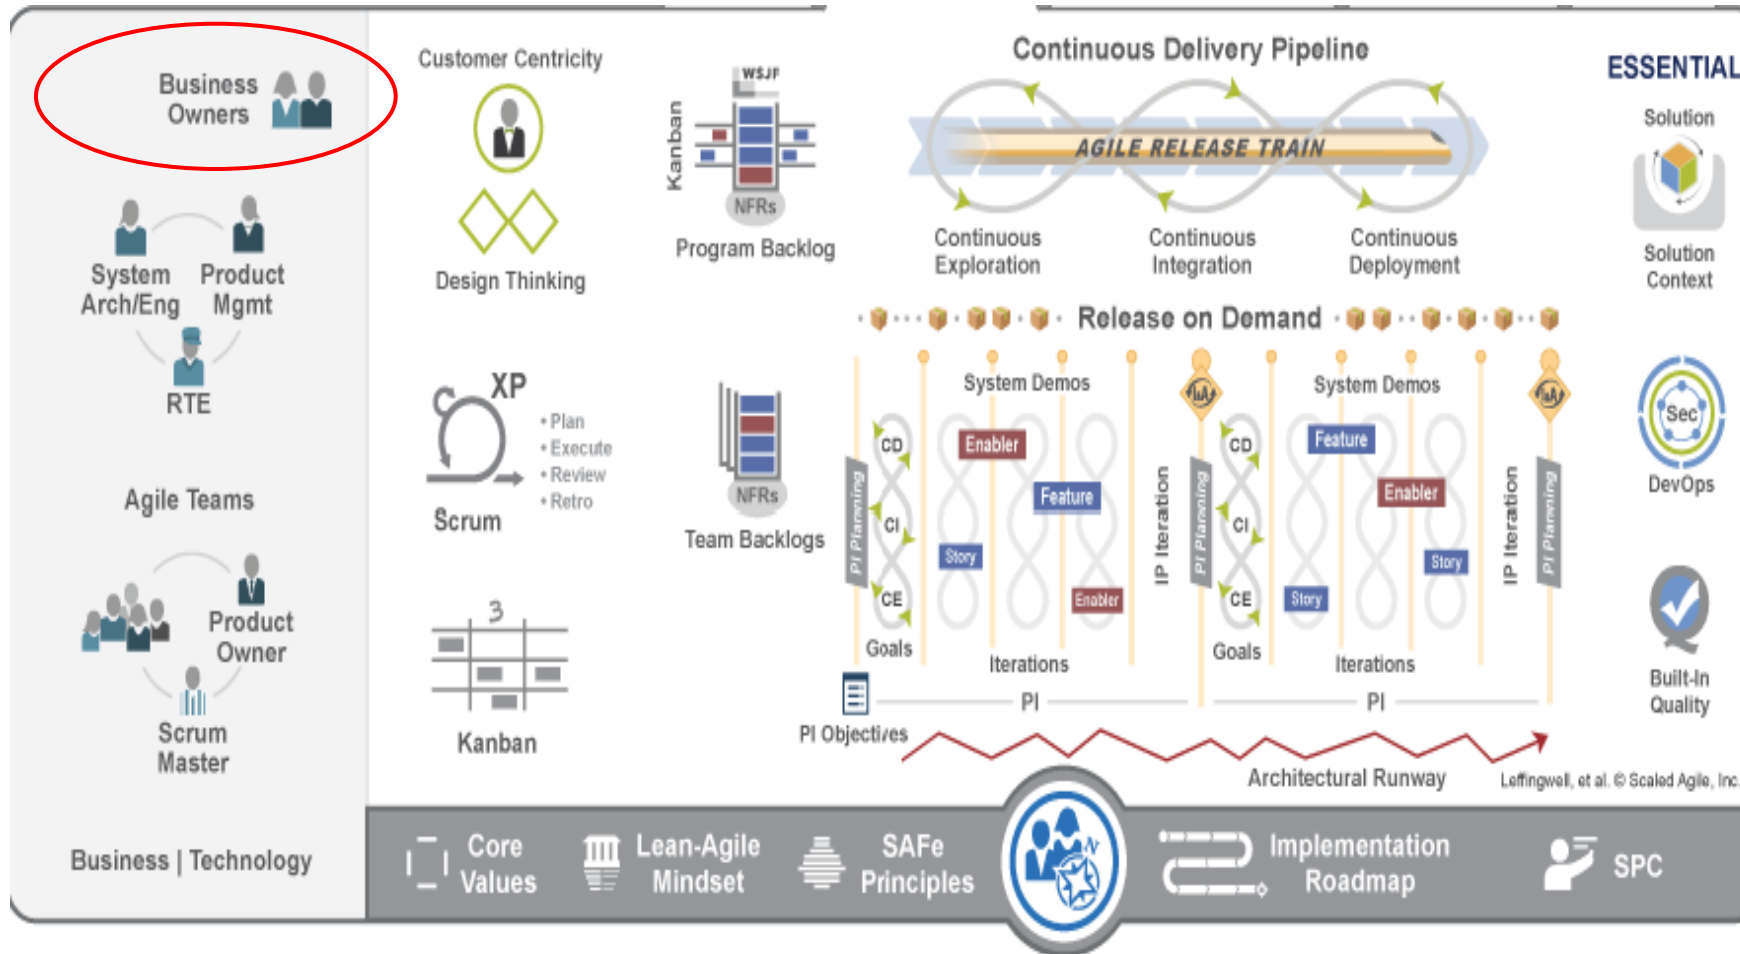 Business
Owners
System
Arch/Eng
Product
Mgmt
RTE
Agile Teams
Product
Owner
Scrum
Master
Business | Technology
Customer Centricity
Design Thinking
XP
• Plan
• Execute
• Review
• Retro
Scrum
3
Kanban
WSJF
Kanban
NFRs
Program Backlog
NFRs
Team Backlogs
Continuous Delivery Pipeline
AGILE RELEASE TRAIN
Continuous
Exploration
Continuous
Integration
Continuous
Deployment
Release on Demand
System Demos
System Demos
I&A
I&A
PI Planning
CD
CI
CE
Goals
Enabler
Feature
Story
Enabler
Iterations
IP Iteration
PI Planning
CD
CI
CE
Goals
Feature
Enabler
Story
Story
Iterations
IP Iteration
PI Planning
PI
PI
PI Objectives
Architectural Runway
Leffingwell, et al. © Scaled Agile, Inc.
ESSENTIAL
Solution
Solution
Context
Sec
DevOps
Built-In
Quality
Core
Values
Lean-Agile
Mindset
SAFe
Principles
N
Implementation
Roadmap
SPC